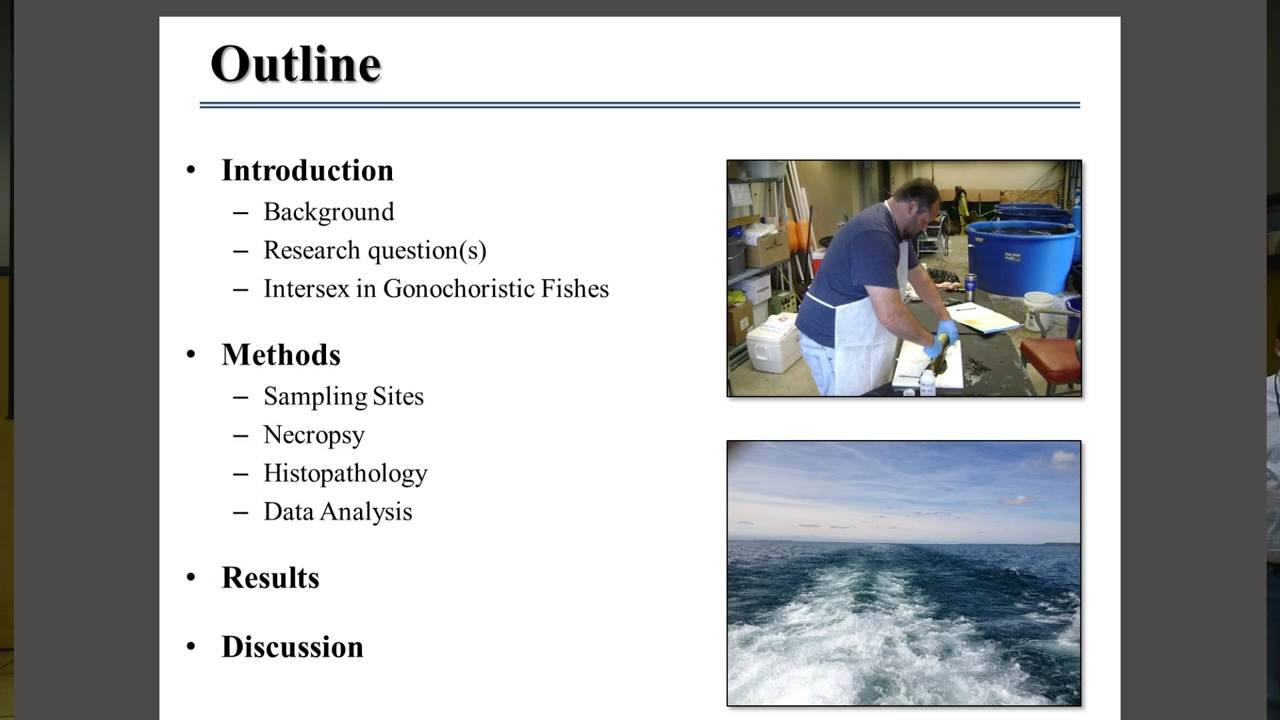 Outline
• Introduction
– Background
– Research question(s)
– Intersex in Gonochoristic Fishes
• Methods
– Sampling Sites
– Necropsy
– Histopathology
– Data Analysis
• Results
• Discussion